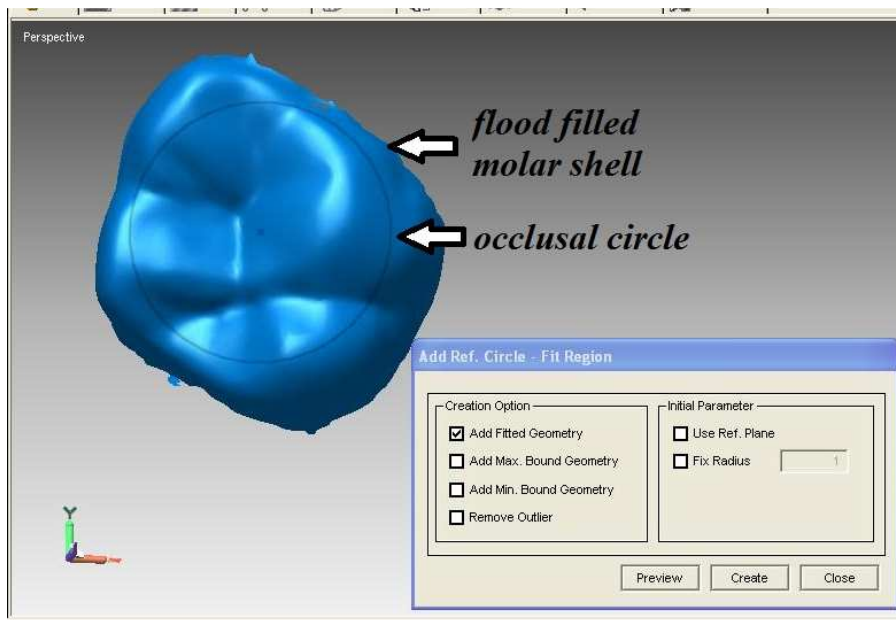 Perspective
flood filled
molar shell
occlusal circle
Add Ref. Circle - Fit Region
Creation Option
Add Fitted Geometry
Add Max. Bound Geometry
Add Min. Bound Geometry
Remove Outlier
Initial Parameter
Use Ref. Plane
Fix Radius 1
Preview Create Close
Y